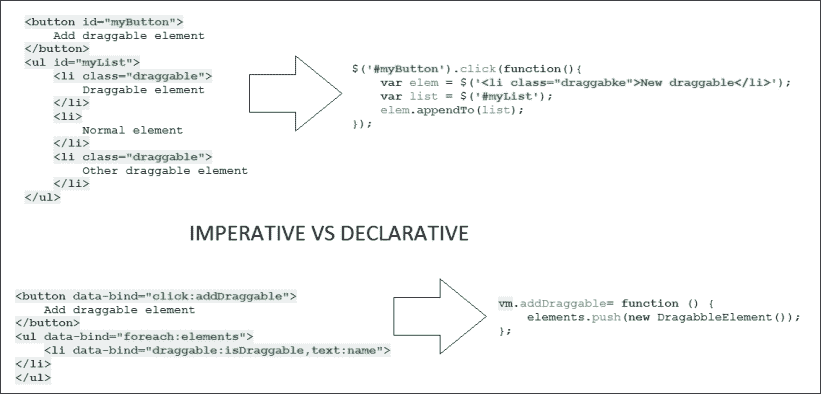 <button id="myButton">
Add draggable element
</button>
<ul id="myList">
<li class="draggable">
Draggable element
</li>
<li>
Normal element
</li>
<li class="draggable">
Other draggable element
</li>
</ul>
$('#myButton').click(function(){
var elem = $('<li class="draggabke">New draggable</li>');
var list = $('#myList');
elem.appendTo(list);
});
IMPERATIVE VS DECLARATIVE
<button data-bind="click:addDraggable">
Add draggable element
</button>
<ul data-bind="foreach:elements">
<li data-bind="draggable:isDraggable,text:name">
</li>
</ul>
vm.addDraggable= function () {
elements.push(new DragabbleElement());
};